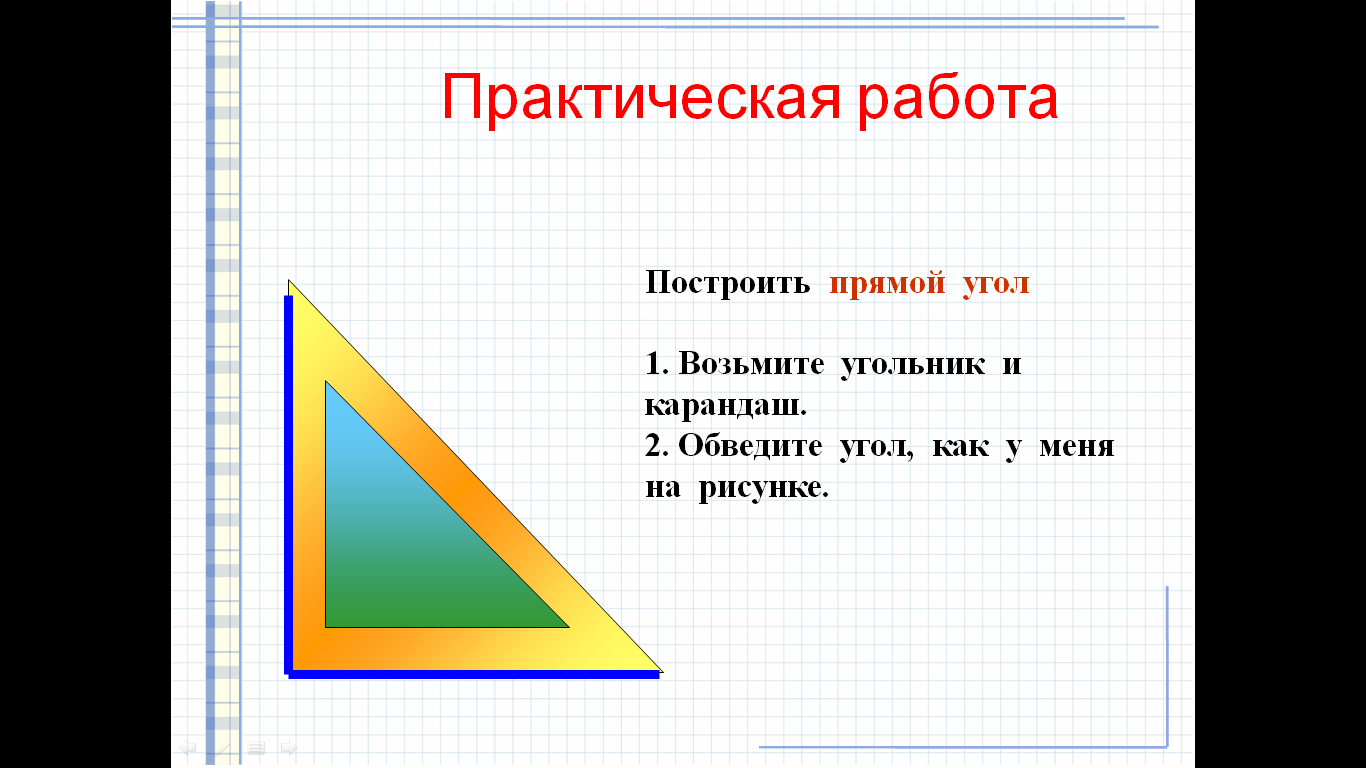 Практическая работа
Построить прямой угол
1. Возьмите угольник и
карандаш.
2. Обведите угол, как у меня
на рисунке.